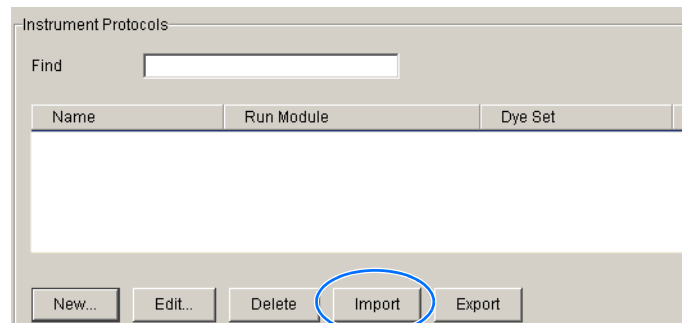 Instrument Protocols
Find
Name Run Module Dye Set
New... Edit... Delete Import Export